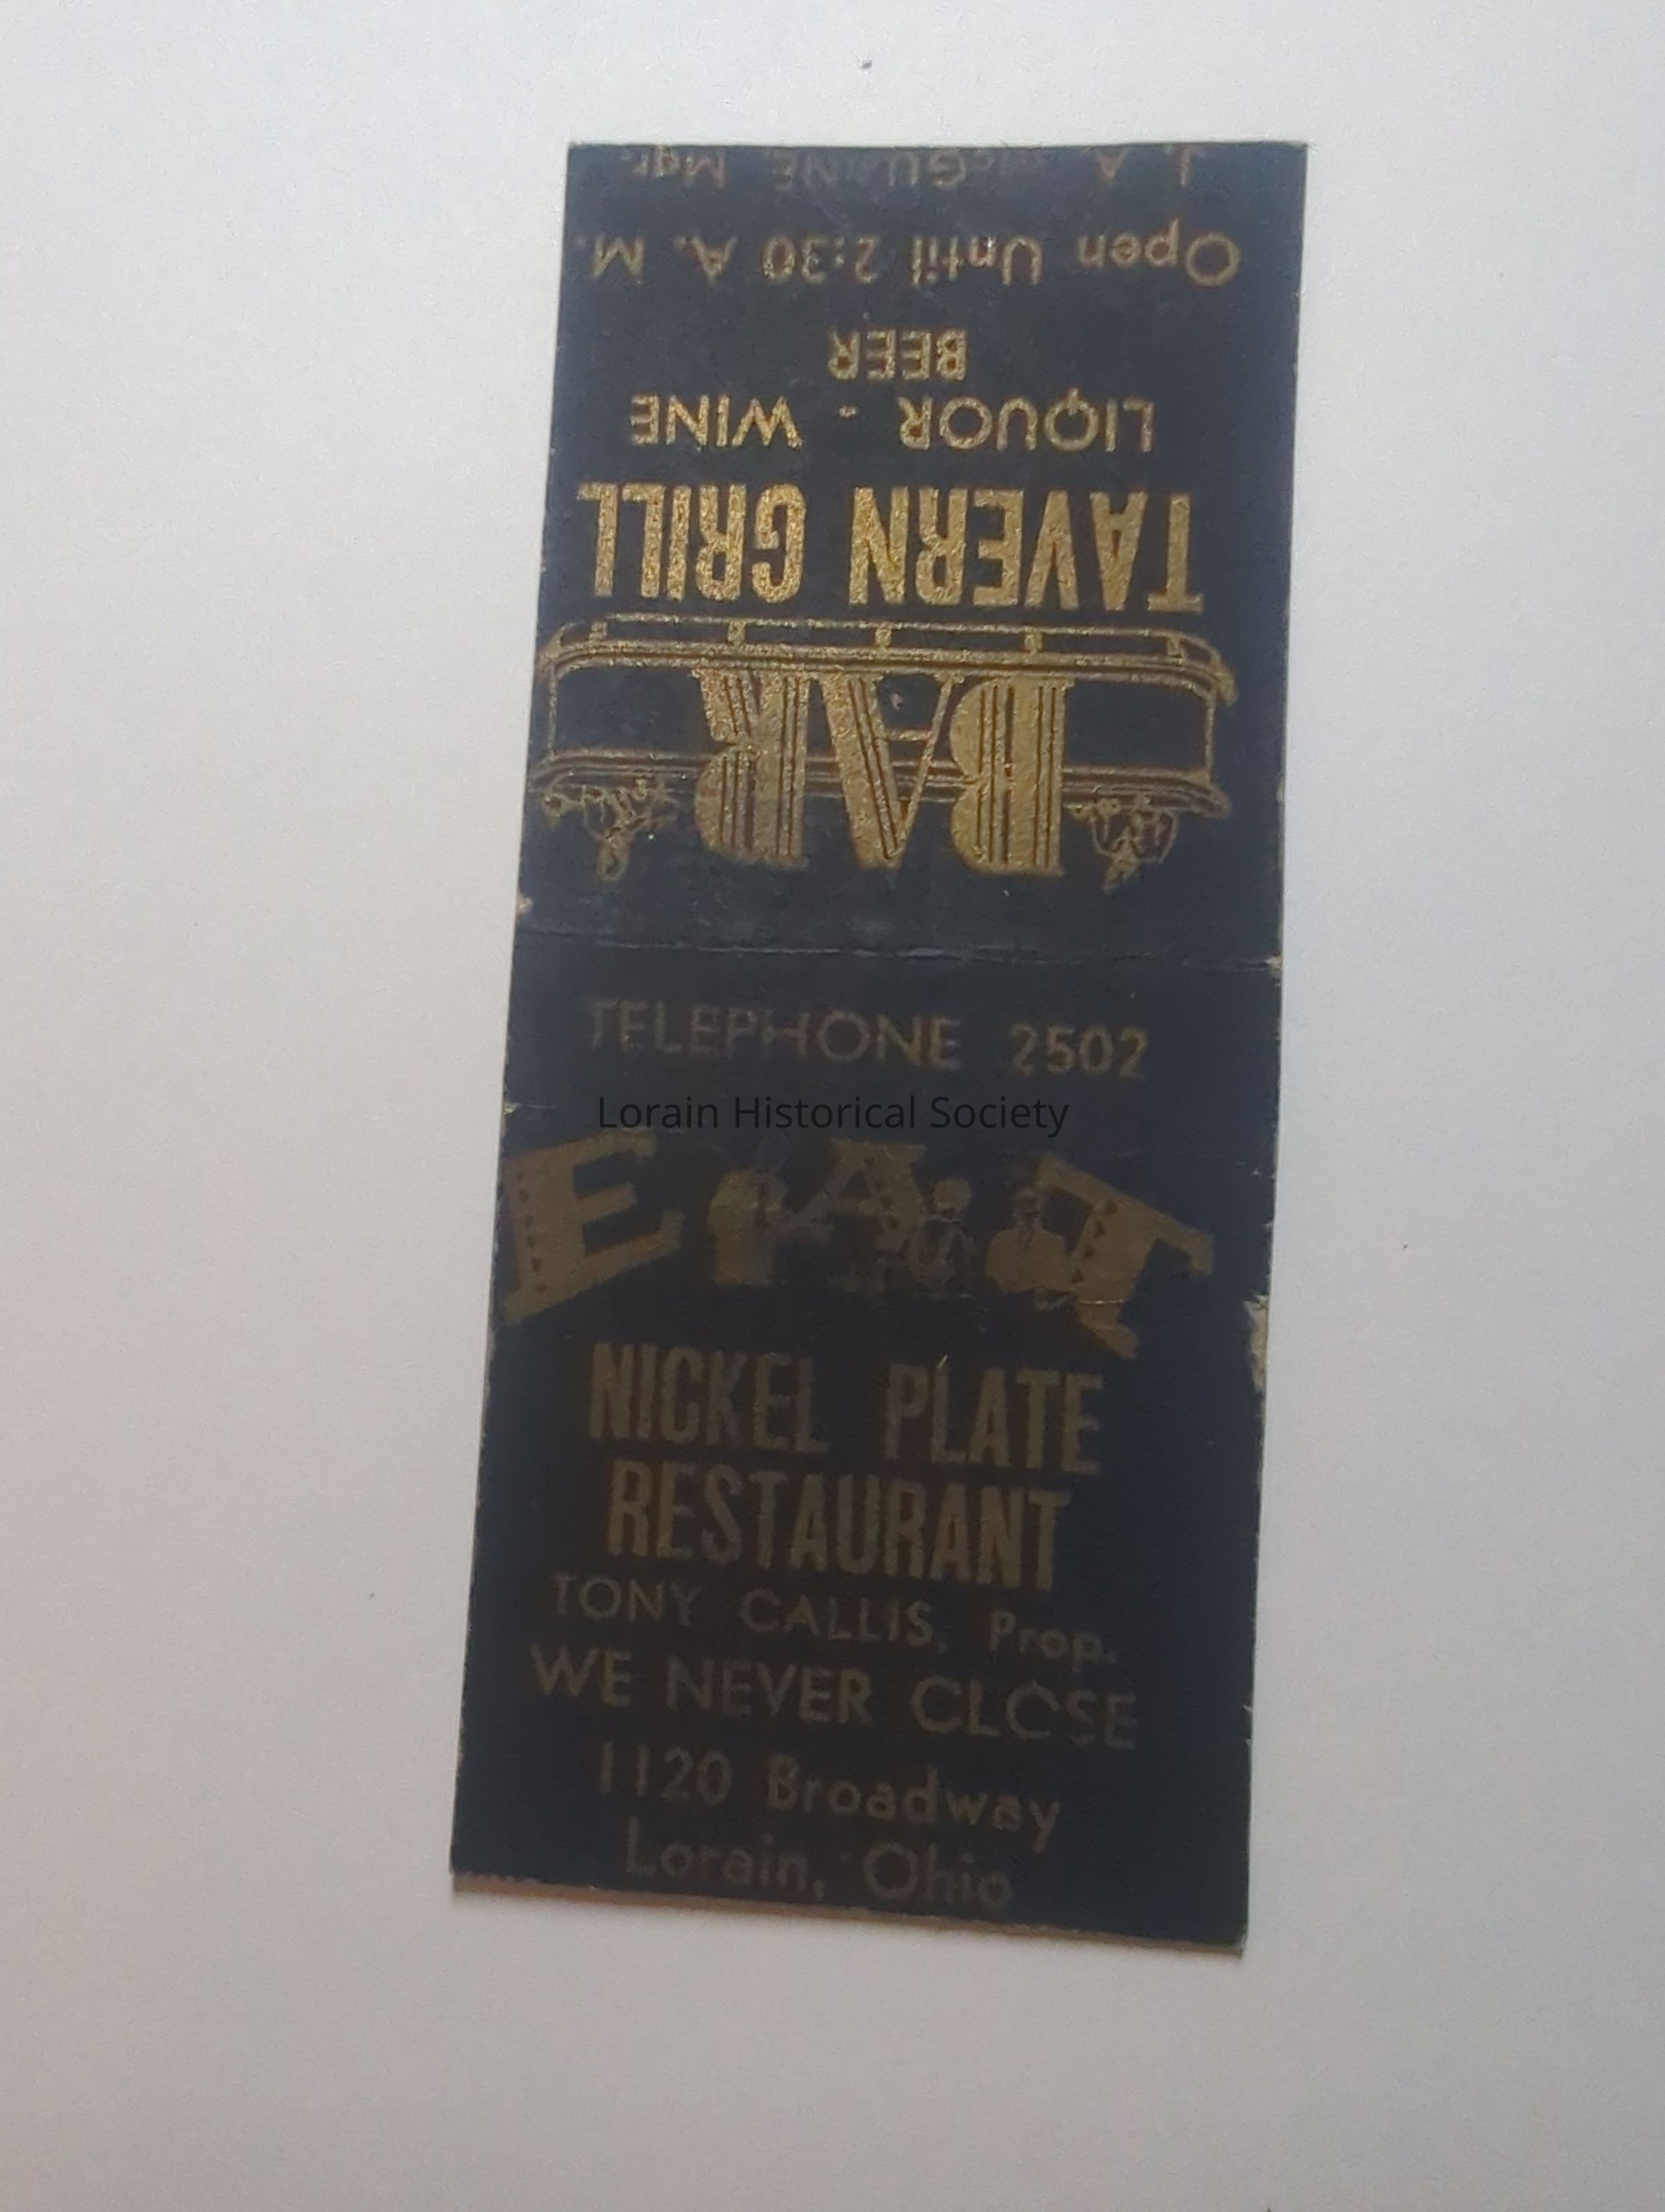 TELEPHONE 2502
Lorain Historical Society
EAT
NICKEL PLATE
RESTAURANT
TONY CALLIS, Prop.
WE NEVER CLOSE
1120 Broadway
Lorain, Ohio
BAR
TAVERN GRILL
LIQUOR - WINE
BEER
Open Until 2:30 A. M.
J. A. Mgr.